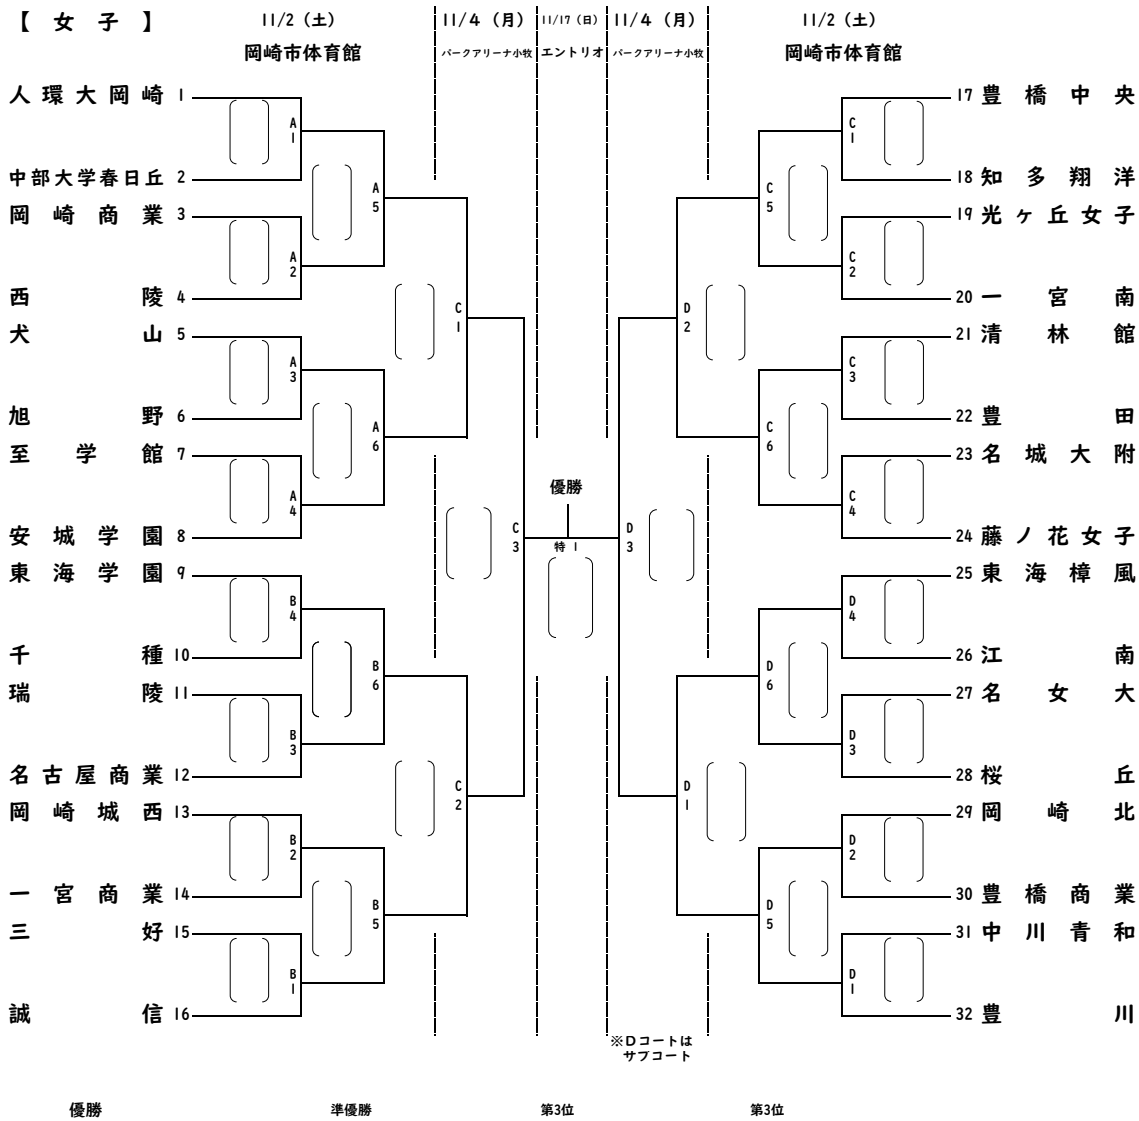 【 女 子 】
11/2（土）
11/4（月）
11/17（日）
11/4（月）
11/2（土）
岡崎市体育館
パークアリーナ小牧
エントリオ
パークアリーナ小牧
岡崎市体育館
人環大岡崎 1
中部大学春日丘 2
岡崎商業 3
西陵 4
犬山 5
旭野 6
至学館 7
安城学園 8
東海学園 9
千種 10
瑞陵 11
名古屋商業 12
岡崎城西 13
一宮商業 14
三好 15
誠信 16
A1
A2
A3
A4
B4
B3
B2
B1
A5
A6
B6
B5
C1
C2
C3
優勝
特1
D3
D2
D1
C5
C6
D6
D5
C1
C2
C3
C4
D4
D3
D2
D1
17 豊橋中央
18 知多翔洋
19 光ヶ丘女子
20 一宮南
21 清林館
22 豊田
23 名城大附
24 藤ノ花女子
25 東海樟風
26 江南
27 名女大
28 桜丘
29 岡崎北
30 豊橋商業
31 中川青和
32 豊川
※Dコートは
サブコート
優勝
準優勝
第3位
第3位